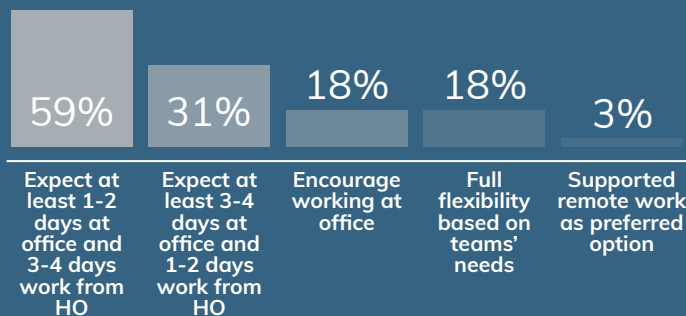 59%
31%
18%
18%
3%
Expect at
least 1-2
days at
office and
3-4 days
work from
HO
Expect at
least 3-4
days at
office and
1-2 days
work from
HO
Encourage
working at
office
Full
flexibility
based on
teams’
needs
Supported
remote work
as preferred
option